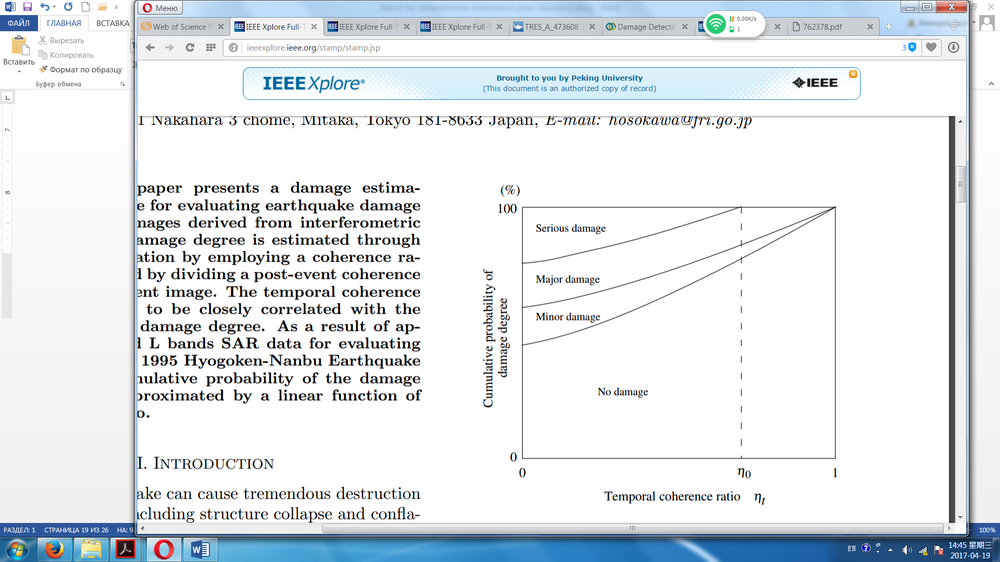 Меню
ФАЙЛ
ГЛАВНАЯ
ВСТАВКА
Вырезать
Копировать
Вставить
Формат по образцу
Буфер обмена
Web of Science
IEEE Xplore Full-T
IEEE Xplore Full-T
IEEE Xplore Full-T
TRES_A_473608
Damage Detectic
0.00K/s
1
762378.pdf
ieeexplore.ieee.org/stamp/stamp.jsp
3
IEEE Xplore®
Brought to you by Peking University
(This document is an authorized copy of record)
IEEE
1 Nakahara 3 chome, Mitaka, Tokyo 181-8633 Japan, E-mail: hosokawa@fri.go.jp
paper presents a damage estima-
e for evaluating earthquake damage
mages derived from interferometric
amage degree is estimated through
ation by employing a coherence ra-
d by dividing a post-event coherence
ent image. The temporal coherence
to be closely correlated with the
damage degree. As a result of ap-
d L bands SAR data for evaluating
1995 Hyogoken-Nanbu Earthquake
mulative probability of the damage
proximated by a linear function of
o.
I. INTRODUCTION
ake can cause tremendous destruction
ncluding structure collapse and confla-
(%)
100
Serious damage
Major damage
Minor damage
No damage
Cumulative probability of
damage degree
0
0
η0
1
Temporal coherence ratio ηt
7
8
РАЗДЕЛ: 1
СТРАНИЦА 19 ИЗ 26
НА: 9.
100%
EN
14:45 星期三
2017-04-19